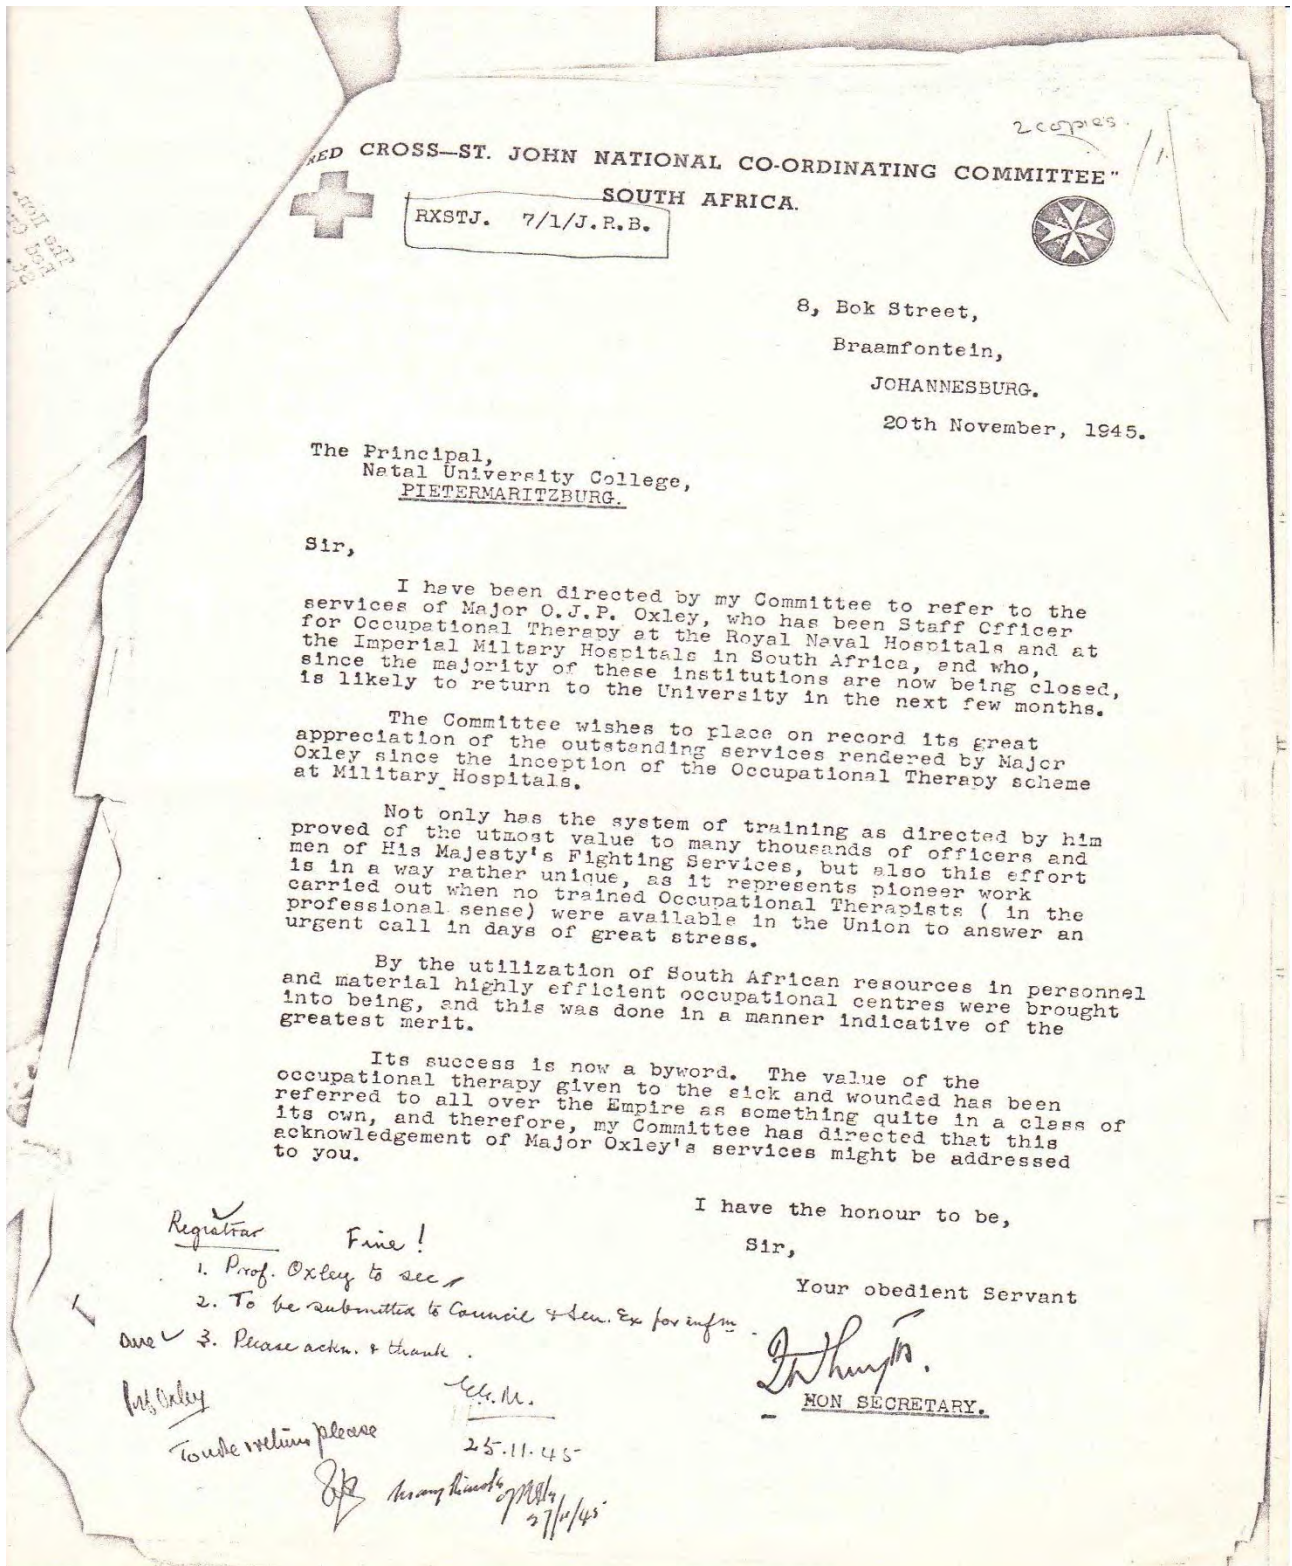 2 copies.
RED CROSS—ST. JOHN NATIONAL CO-ORDINATING COMMITTEE"
SOUTH AFRICA.
RXSTJ. 7/1/J.R.B.
8, Bok Street,
Braamfontein,
JOHANNESBURG.
20th November, 1945.
The Principal,
Natal University College,
PIETERMARITZBURG.
Sir,
I have been directed by my Committee to refer to the
services of Major O.J.P. Oxley, who has been Staff Officer
for Occupational Therapy at the Royal Naval Hospitals and at
the Imperial Miltary Hospitals in South Africa, and who,
since the majority of these institutions are now being closed,
is likely to return to the University in the next few months.
The Committee wishes to place on record its great
appreciation of the outstanding services rendered by Major
Oxley since the inception of the Occupational Therapy scheme
at Military Hospitals.
Not only has the system of training as directed by him
proved of the utmost value to many thousands of officers and
men of His Majesty's Fighting Services, but also this effort
is in a way rather unique, as it represents pioneer work
carried out when no trained Occupational Therapists ( in the
professional sense) were available in the Union to answer an
urgent call in days of great stress.
By the utilization of South African resources in personnel
and material highly efficient occupational centres were brought
into being, and this was done in a manner indicative of the
greatest merit.
Its success is now a byword. The value of the
occupational therapy given to the sick and wounded has been
referred to all over the Empire as something quite in a class of
its own, and therefore, my Committee has directed that this
acknowledgement of Major Oxley's services might be addressed
to you.
I have the honour to be,
Sir,
Your obedient Servant
HON SECRETARY.
Registrar Fine!
1. Prof. Oxley to see
2. To be submitted to Council & Sen. Ex for infm.
3. Please ackn. & thank.
Prof Oxley
25.11.45
To note & return please
27/11/45